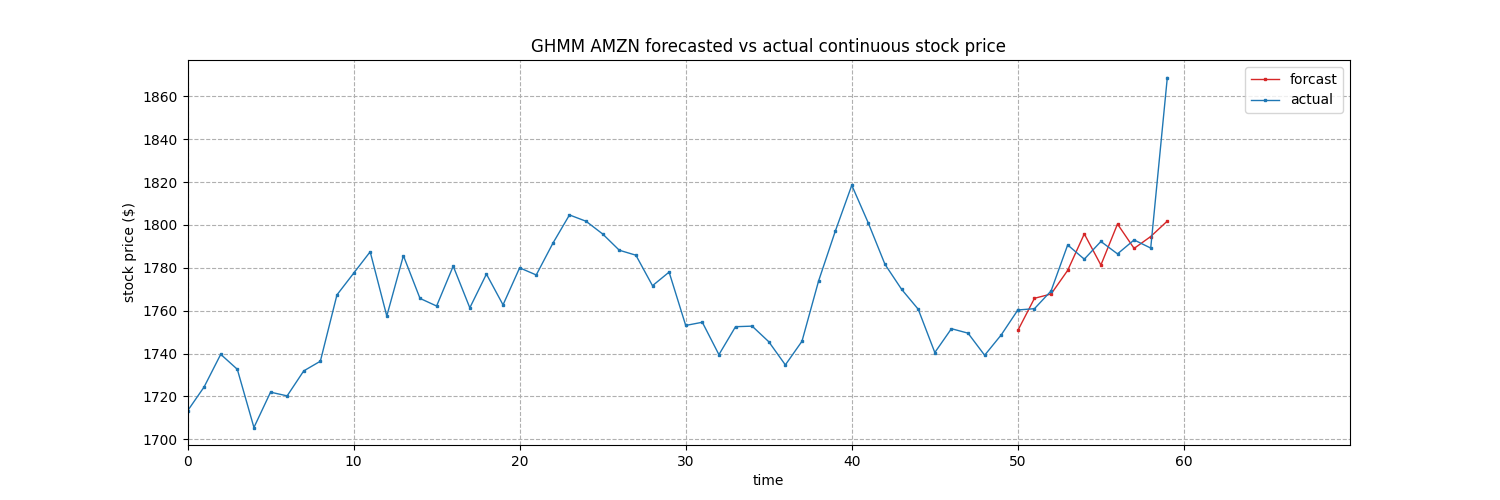 GHMM AMZN forecasted vs actual continuous stock price
forcast
actual
stock price ($)
1860
1840
1820
1800
1780
1760
1740
1720
1700
0 10 20 30 40 50 60
time